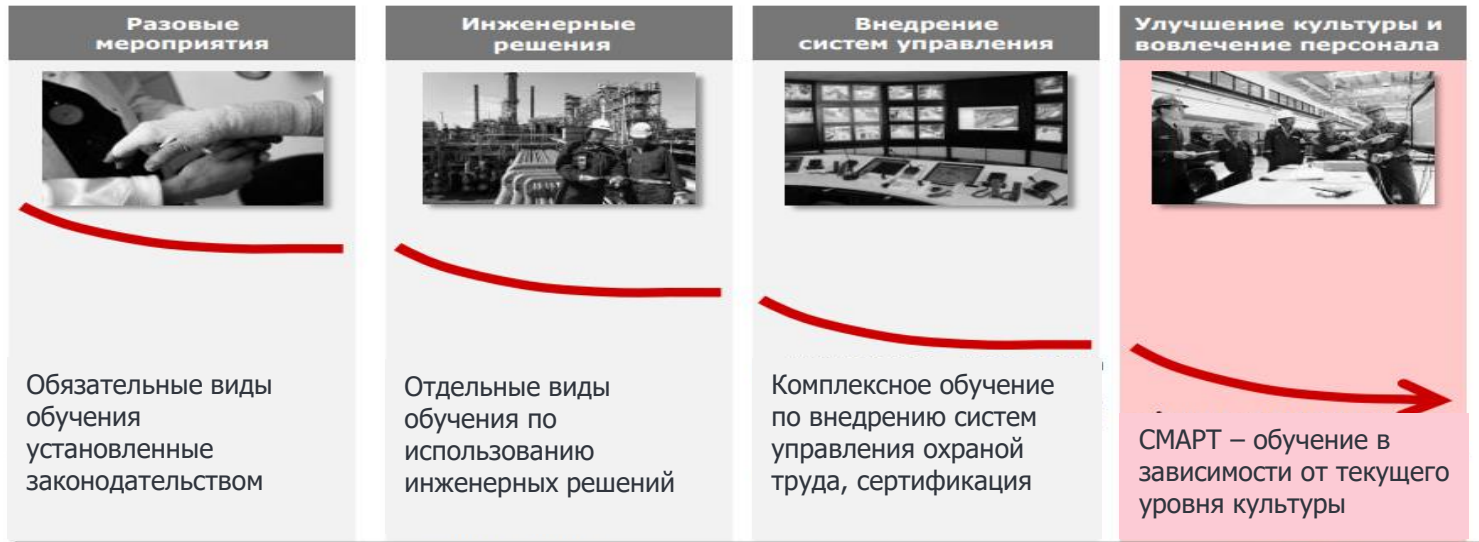 Разовые
мероприятия
Инженерные
решения
Внедрение
систем управления
Улучшение культуры и
вовлечение персонала
Обязательные виды
обучения
установленные
законодательством
Отдельные виды
обучения по
использованию
инженерных решений
Комплексное обучение
по внедрению систем
управления охраной
труда, сертификация
СМАРТ – обучение в
зависимости от текущего
уровня культуры